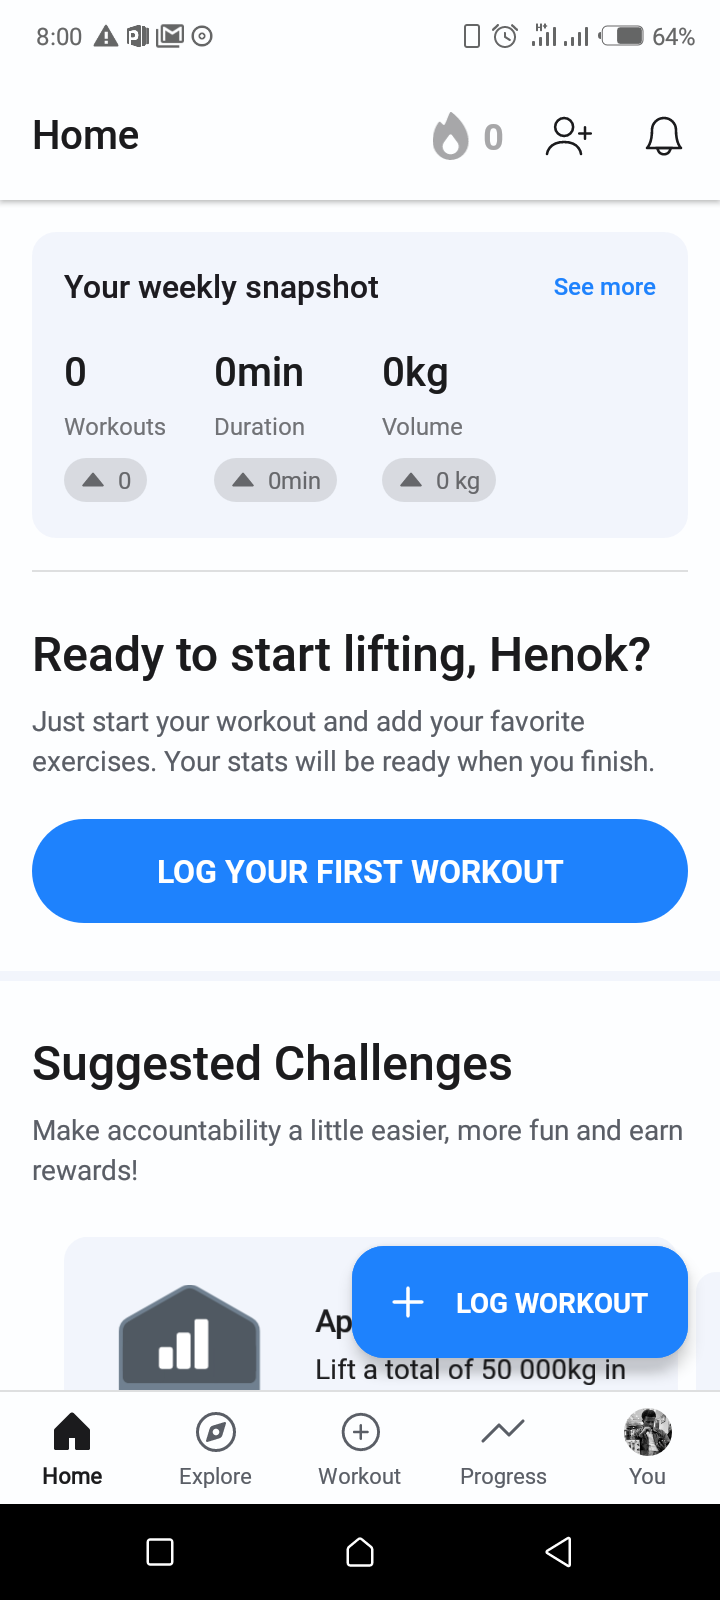 8:00
H+
64%
Home
0
Your weekly snapshot
See more
0
0min
0kg
Workouts
Duration
Volume
0
0min
0 kg
Ready to start lifting, Henok?
Just start your workout and add your favorite
exercises. Your stats will be ready when you finish.
LOG YOUR FIRST WORKOUT
Suggested Challenges
Make accountability a little easier, more fun and earn
rewards!
Ap
LOG WORKOUT
Lift a total of 50 000kg in
Home
Explore
Workout
Progress
You